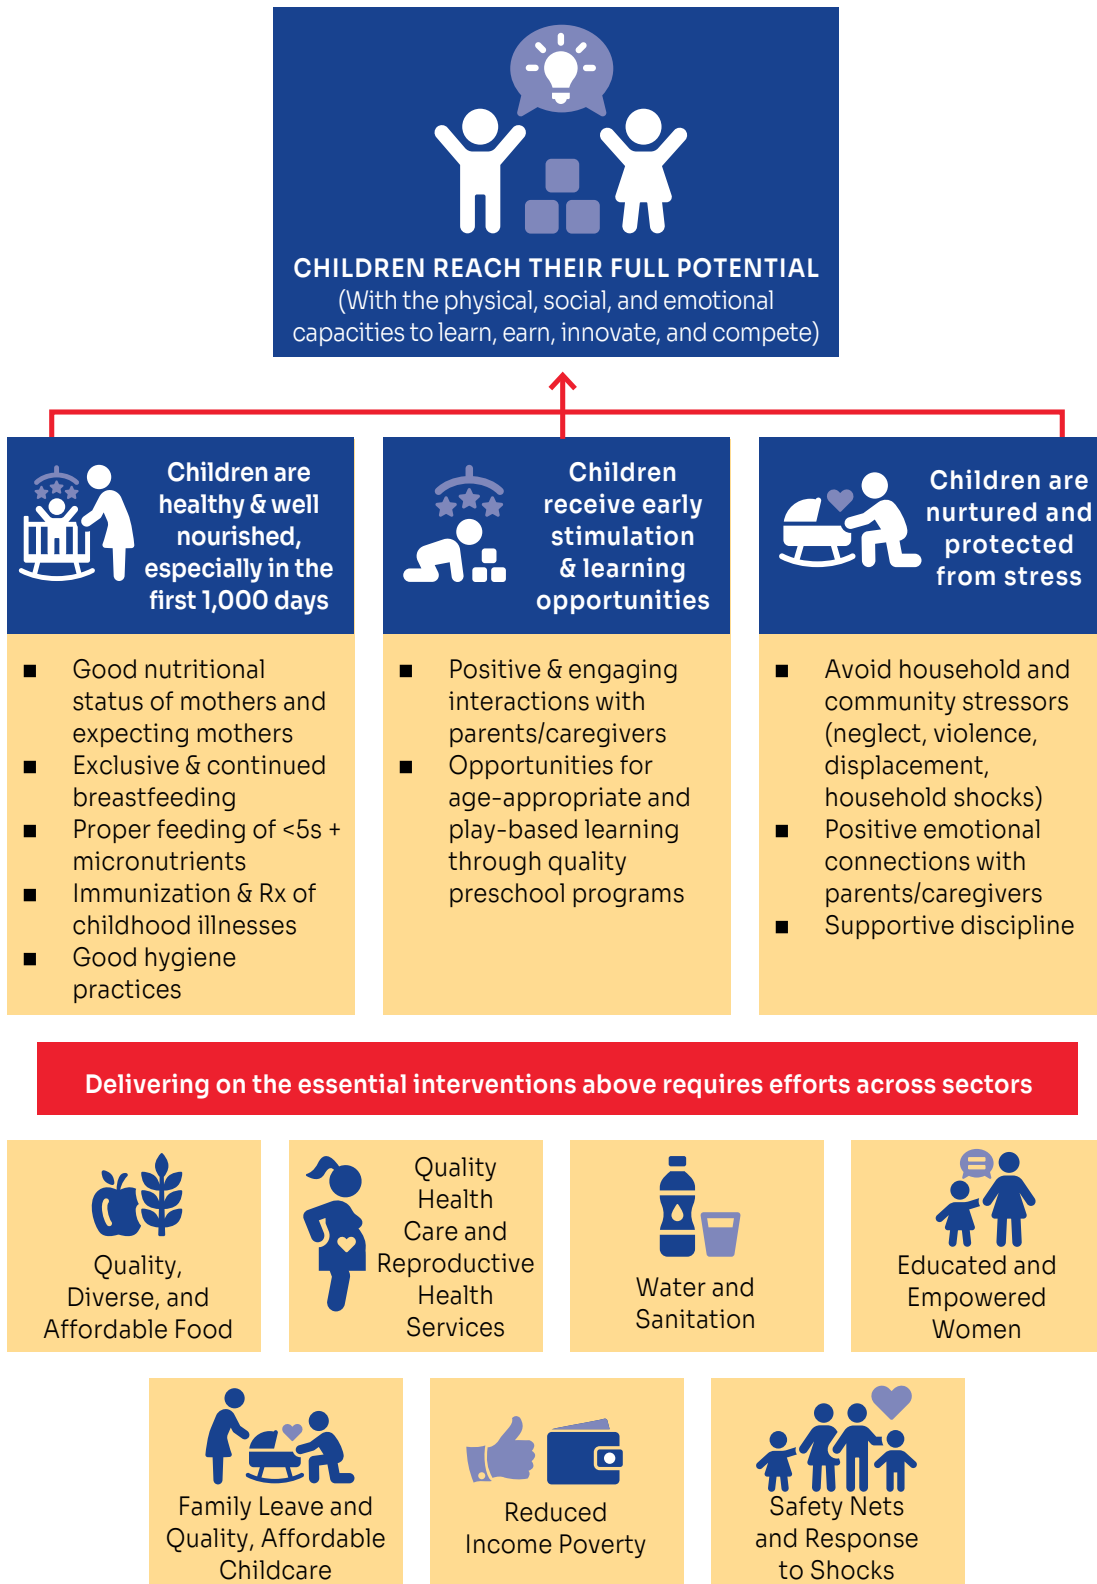 CHILDREN REACH THEIR FULL POTENTIAL
(With the physical, social, and emotional
capacities to learn, earn, innovate, and compete)
Children are
healthy & well
nourished,
especially in the
first 1,000 days
■ Good nutritional
status of mothers and
expecting mothers
■ Exclusive & continued
breastfeeding
■ Proper feeding of <5s +
micronutrients
■ Immunization & Rx of
childhood illnesses
■ Good hygiene
practices
Children
receive early
stimulation
& learning
opportunities
■ Positive & engaging
interactions with
parents/caregivers
■ Opportunities for
age-appropriate and
play-based learning
through quality
preschool programs
Children are
nurtured and
protected
from stress
■ Avoid household and
community stressors
(neglect, violence,
displacement,
household shocks)
■ Positive emotional
connections with
parents/caregivers
■ Supportive discipline
Delivering on the essential interventions above requires efforts across sectors
Quality,
Diverse, and
Affordable Food
Quality
Health
Care and
Reproductive
Health
Services
Water and
Sanitation
Educated and
Empowered
Women
Family Leave and
Quality, Affordable
Childcare
Reduced
Income Poverty
Safety Nets
and Response
to Shocks